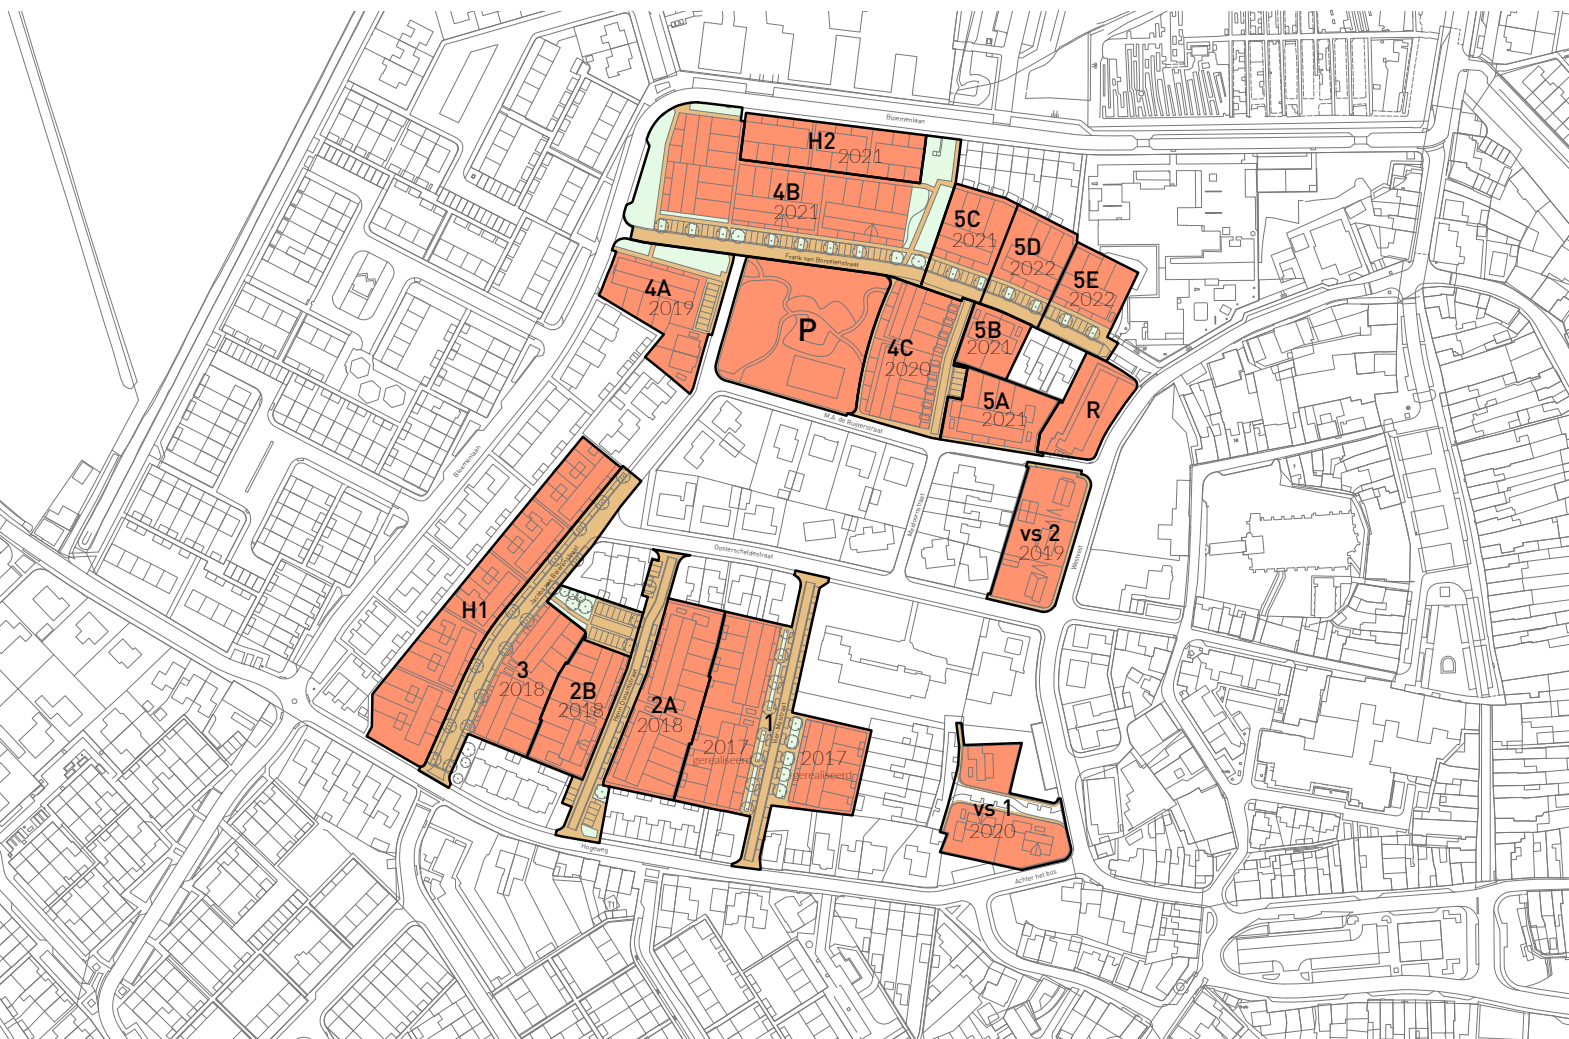 Bloemenlaan
H2
2021
4B
2021
5C
2021
5D
2022
5E
2022
Frank van Borselenstraat
4A
2019
P
4C
2020
5B
2021
5A
2021
R
M.A. de Ruijterstraat
Bloemenlaan
vs 2
2019
Oosterscheldestraat
H1
3
2018
2B
2018
2A
2018
1
2017
gerealiseerd
2017
gerealiseerd
vs 1
2020
Hogeweg
Achter het bos